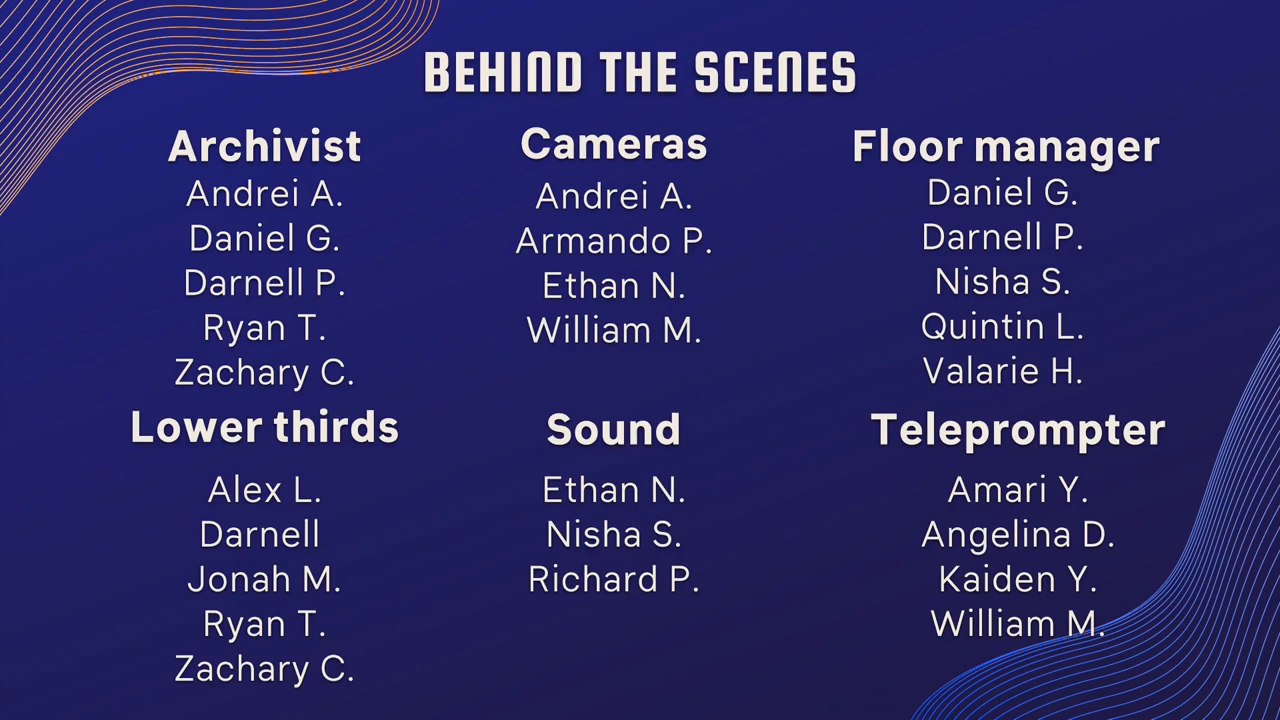 BEHIND THE SCENES
Archivist
Andrei A.
Daniel G.
Darnell P.
Ryan T.
Zachary C.
Cameras
Andrei A.
Armando P.
Ethan N.
William M.
Floor manager
Daniel G.
Darnell P.
Nisha S.
Quintin L.
Valarie H.
Lower thirds
Alex L.
Darnell
Jonah M.
Ryan T.
Zachary C.
Sound
Ethan N.
Nisha S.
Richard P.
Teleprompter
Amari Y.
Angelina D.
Kaiden Y.
William M.